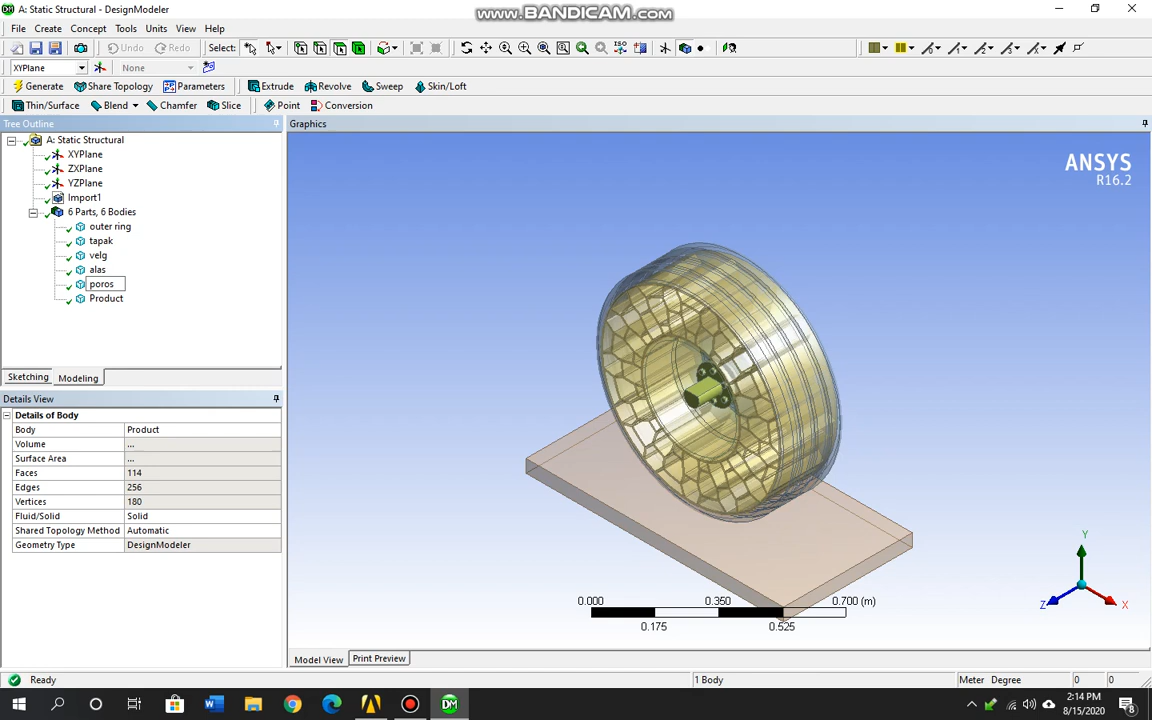 A: Static Structural - DesignModeler
www.BANDICAM.com
File Create Concept Tools Units View Help
Undo Redo Select:
XYPlane None
Generate Share Topology Parameters Extrude Revolve Sweep Skin/Loft
Thin/Surface Blend Chamfer Slice Point Conversion
Tree Outline
A: Static Structural
XYPlane
ZXPlane
YZPlane
Import1
6 Parts, 6 Bodies
outer ring
tapak
velg
alas
poros
Product
Sketching Modeling
Details View
Details of Body
Body Product
Volume ...
Surface Area ...
Faces 114
Edges 256
Vertices 180
Fluid/Solid Solid
Shared Topology Method Automatic
Geometry Type DesignModeler
Graphics
ANSYS
R16.2
0.000 0.350 0.700 (m)
0.175 0.525
Y
Z X
Model View Print Preview
Ready 1 Body Meter Degree 0 0
2:14 PM
8/15/2020
8